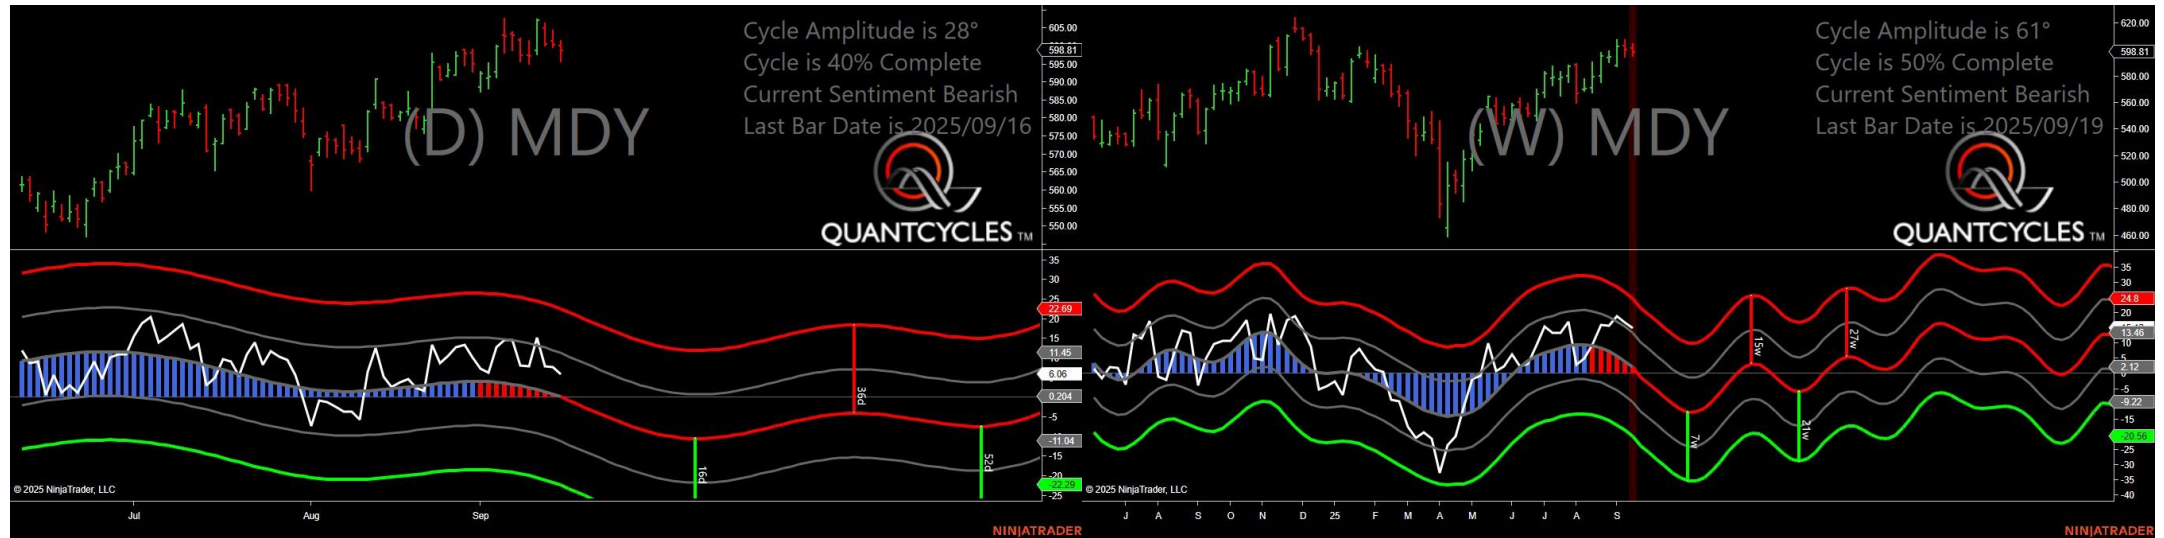 Cycle Amplitude is 28°
Cycle is 40% Complete
Current Sentiment Bearish
Last Bar Date is 2025/09/16
(D) MDY
QUANTCYCLES TM
605.00
598.81
595.00
590.00
585.00
580.00
575.00
570.00
565.00
560.00
555.00
550.00
35
30
25
22.69
20
15
11.45
6.06
0.204
-5
-11.04
-15
-20
-22.29
-25
36d
16d
52d
© 2025 NinjaTrader, LLC
Jul Aug Sep
NINJATRADER
Cycle Amplitude is 61°
Cycle is 50% Complete
Current Sentiment Bearish
Last Bar Date is 2025/09/19
(W) MDY
QUANTCYCLES TM
620.00
598.81
580.00
560.00
540.00
520.00
500.00
480.00
460.00
35
30
24.8
20
13.46
10
5
2.12
-5
-9.22
-15
-20.56
-25
-30
-35
-40
15w
27w
7w
21w
© 2025 NinjaTrader, LLC
J A S O N D 25 F M A M J J A S
NINJATRADER